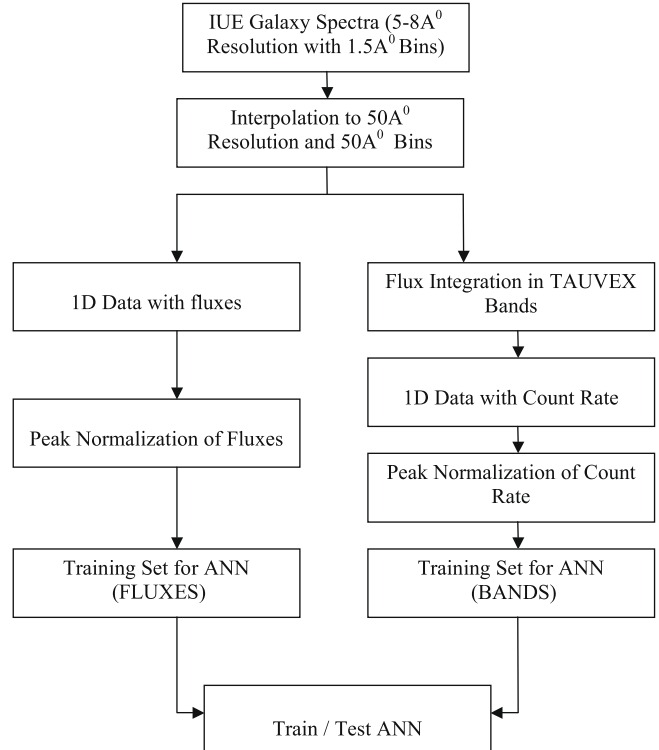 IUE Galaxy Spectra (5-8A⁰
Resolution with 1.5A⁰ Bins)
Interpolation to 50A⁰
Resolution and 50A⁰ Bins
1D Data with fluxes
Peak Normalization of Fluxes
Training Set for ANN
(FLUXES)
Flux Integration in TAUVEX
Bands
1D Data with Count Rate
Peak Normalization of Count
Rate
Training Set for ANN
(BANDS)
Train / Test ANN